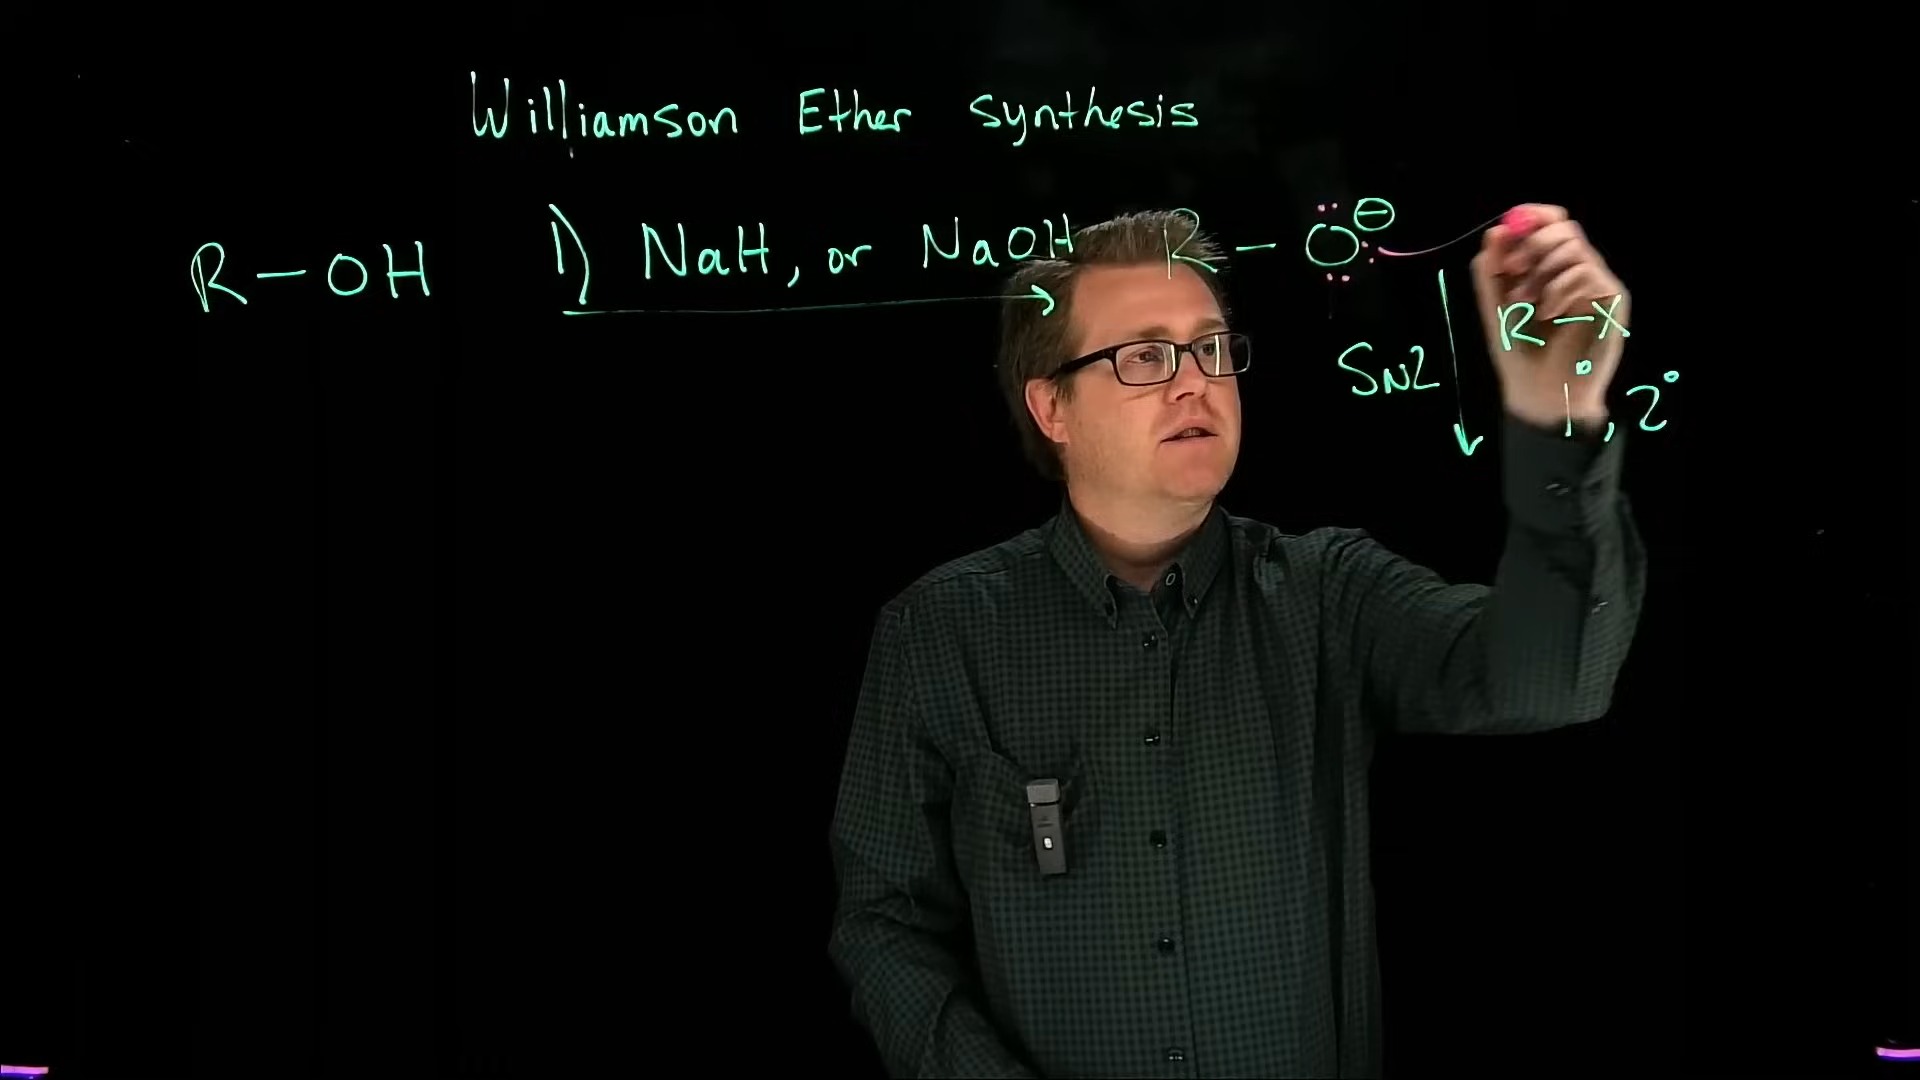 Williamson Ether synthesis
R-OH 1) NaH, or NaOH R-O⊖
R-X
SN2 1°, 2°